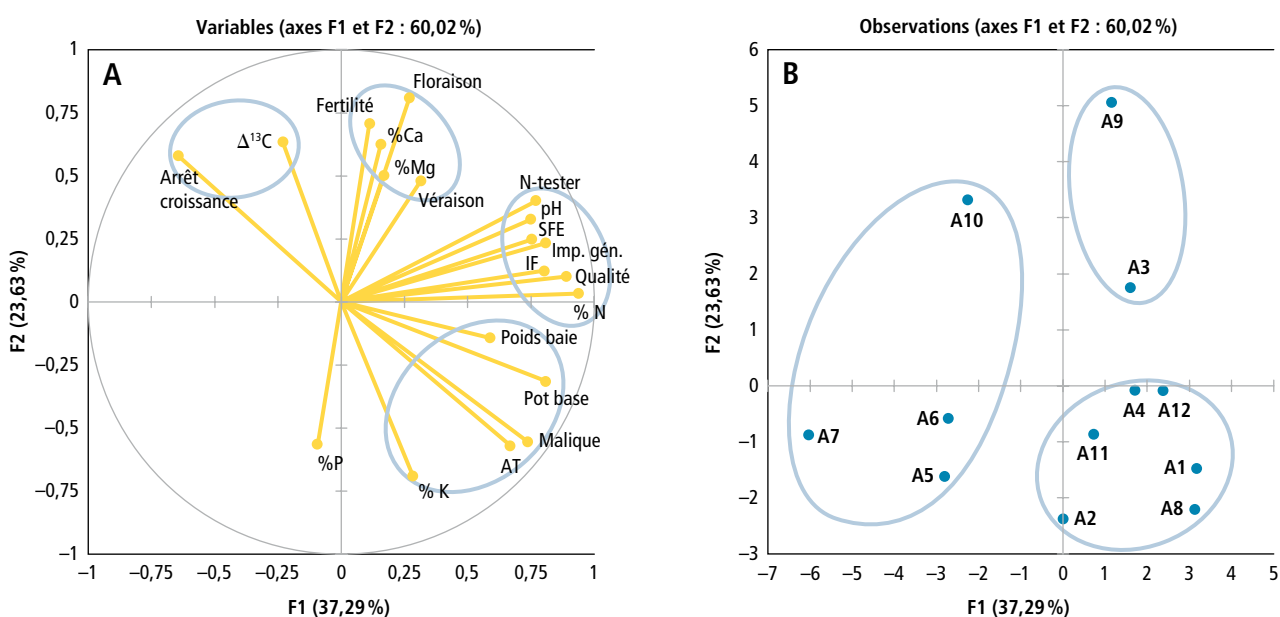 Variables (axes F1 et F2 : 60,02 %)
A
1
0,75
0,5
0,25
0
–0,25
–0,5
–0,75
–1
F2 (23,63 %)
Floraison
Fertilité
Δ¹³C
%Ca
%Mg
Arrêt
croissance
Véraison
N-tester
pH
SFE
Imp. gén.
IF
Qualité
% N
Poids baie
Pot base
Malique
AT
%P
% K
–1
–0,75
–0,5
–0,25
0
0,25
0,5
0,75
1
F1 (37,29 %)
Observations (axes F1 et F2 : 60,02 %)
B
6
5
4
3
2
1
0
–1
–2
–3
F2 (23,63 %)
A9
A10
A3
A4
A12
A6
A7
A11
A5
A1
A8
A2
–7
–6
–5
–4
–3
–2
–1
0
1
2
3
4
5
F1 (37,29 %)